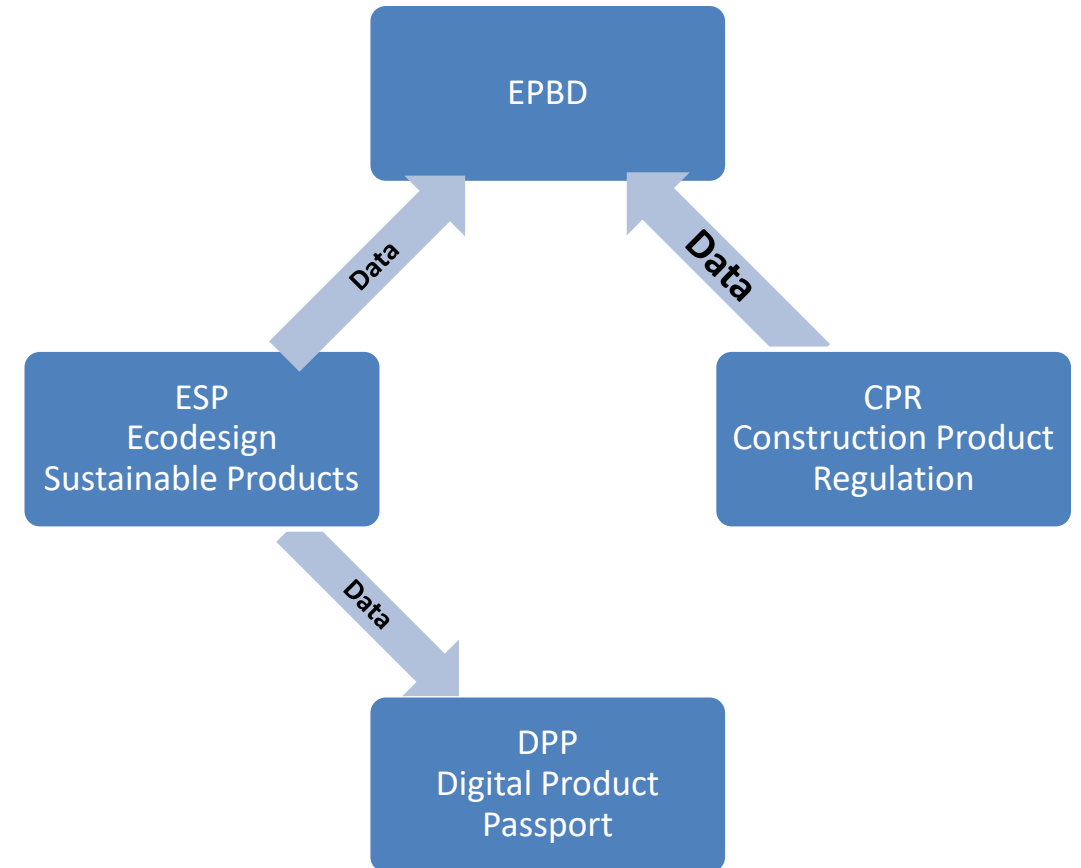 EPBD
Data
Data
ESP
Ecodesign
Sustainable Products
CPR
Construction Product
Regulation
Data
DPP
Digital Product
Passport